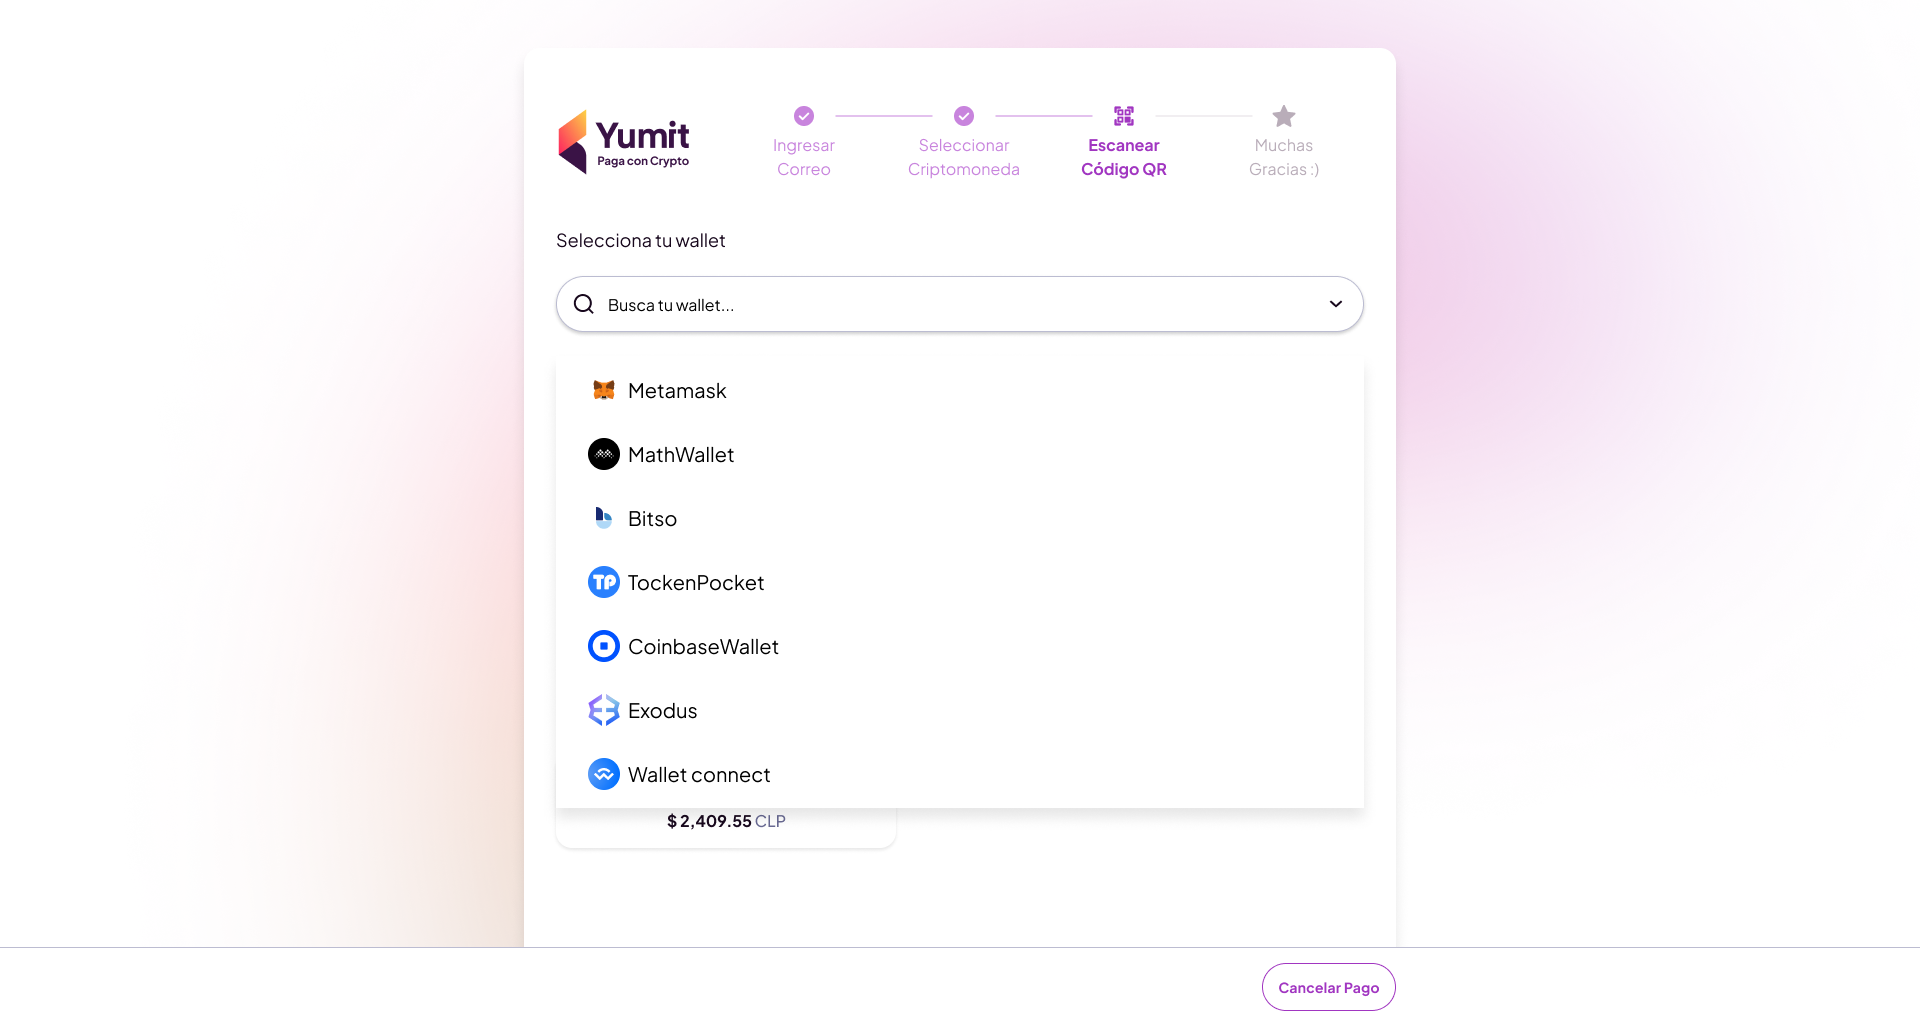 Yumit
Paga con Crypto
Ingresar
Correo
Seleccionar
Criptomoneda
Escanear
Código QR
Muchas
Gracias :)
Selecciona tu wallet
Busca tu wallet...
Metamask
MathWallet
Bitso
TP TockenPocket
CoinbaseWallet
Exodus
Wallet connect
$ 2,409.55 CLP
Cancelar Pago